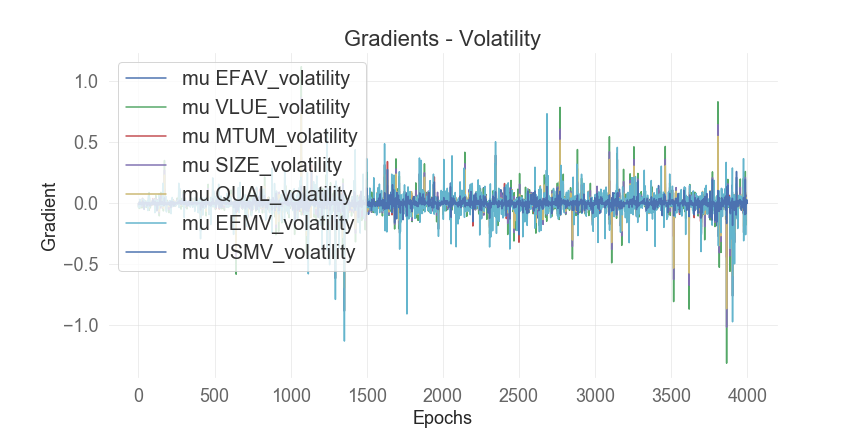 Gradients - Volatility
mu EFAV_volatility
mu VLUE_volatility
mu MTUM_volatility
mu SIZE_volatility
mu QUAL_volatility
mu EEMV_volatility
mu USMV_volatility
1.0
0.5
0.0
−0.5
−1.0
Gradient
0 500 1000 1500 2000 2500 3000 3500 4000
Epochs